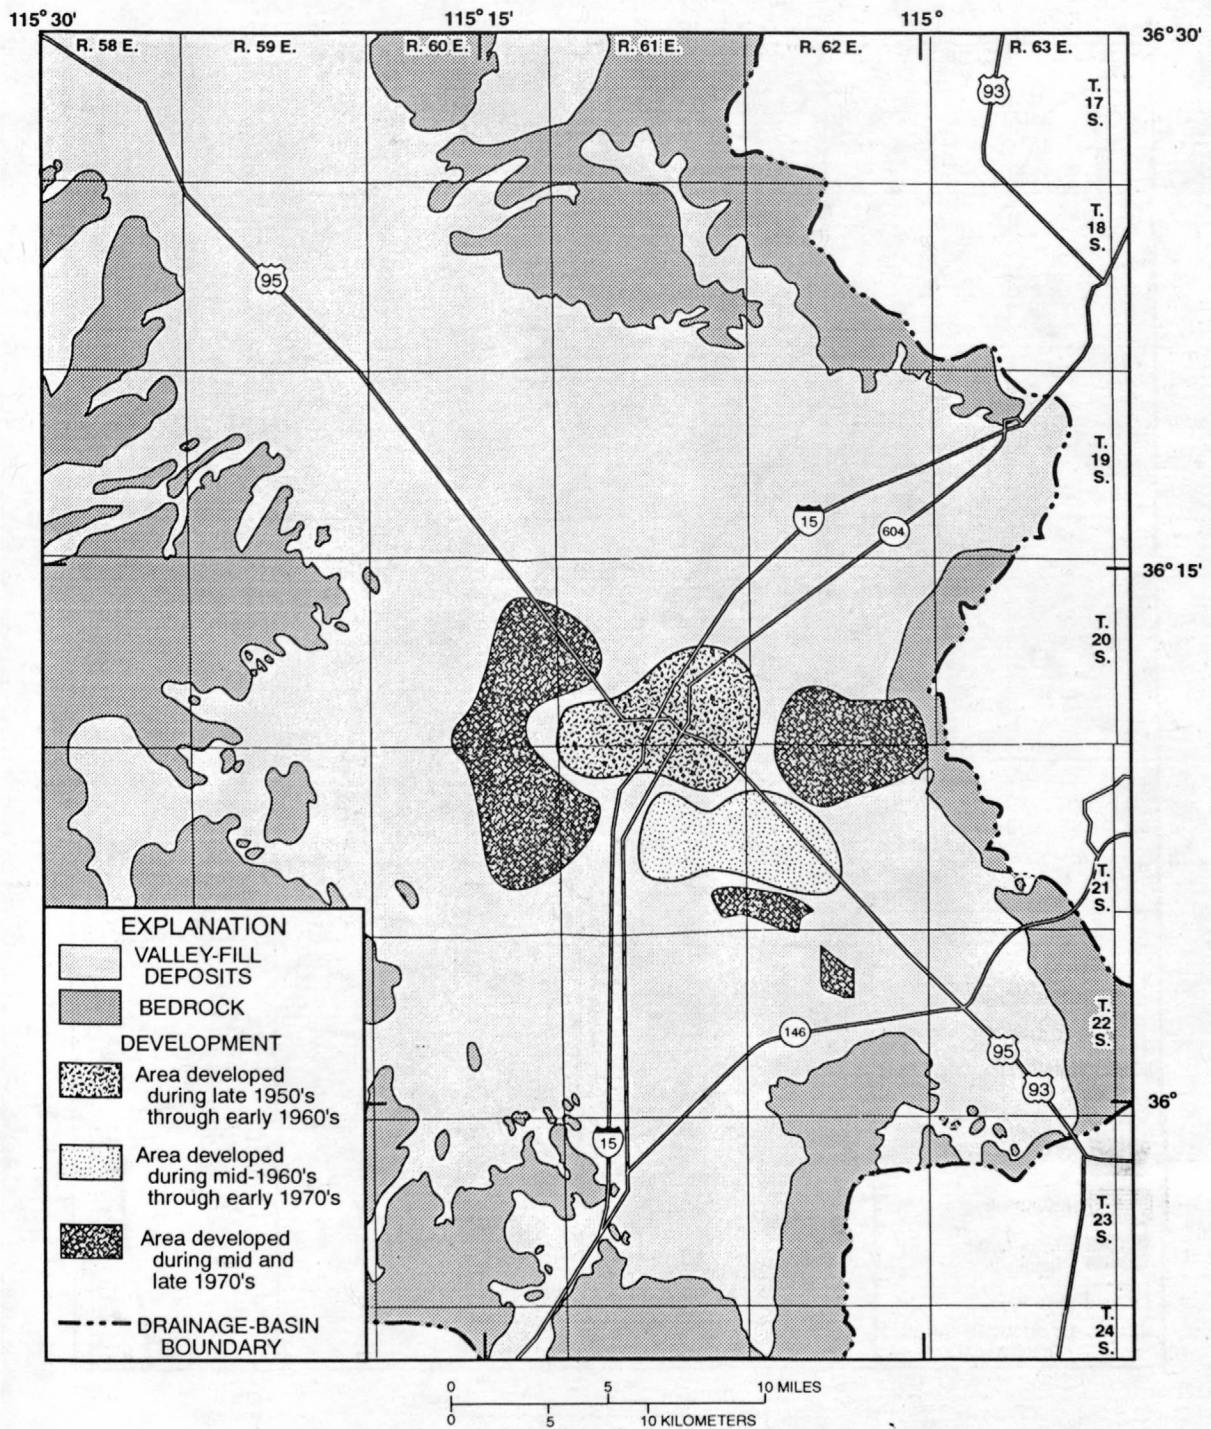 115° 30'
115° 15'
115°
36° 30'
R. 58 E.
R. 59 E.
R. 60 E.
R. 61 E.
R. 62 E.
R. 63 E.
93
T.
17
S.
T.
18
S.
95
T.
19
S.
15
604
36° 15'
T.
20
S.
T.
21
S.
EXPLANATION
VALLEY-FILL
DEPOSITS
BEDROCK
DEVELOPMENT
Area developed
during late 1950's
through early 1960's
Area developed
during mid-1960's
through early 1970's
Area developed
during mid and
late 1970's
DRAINAGE-BASIN
BOUNDARY
T.
22
S.
146
95
93
36°
15
T.
23
S.
T.
24
S.
0 5 10 MILES
0 5 10 KILOMETERS